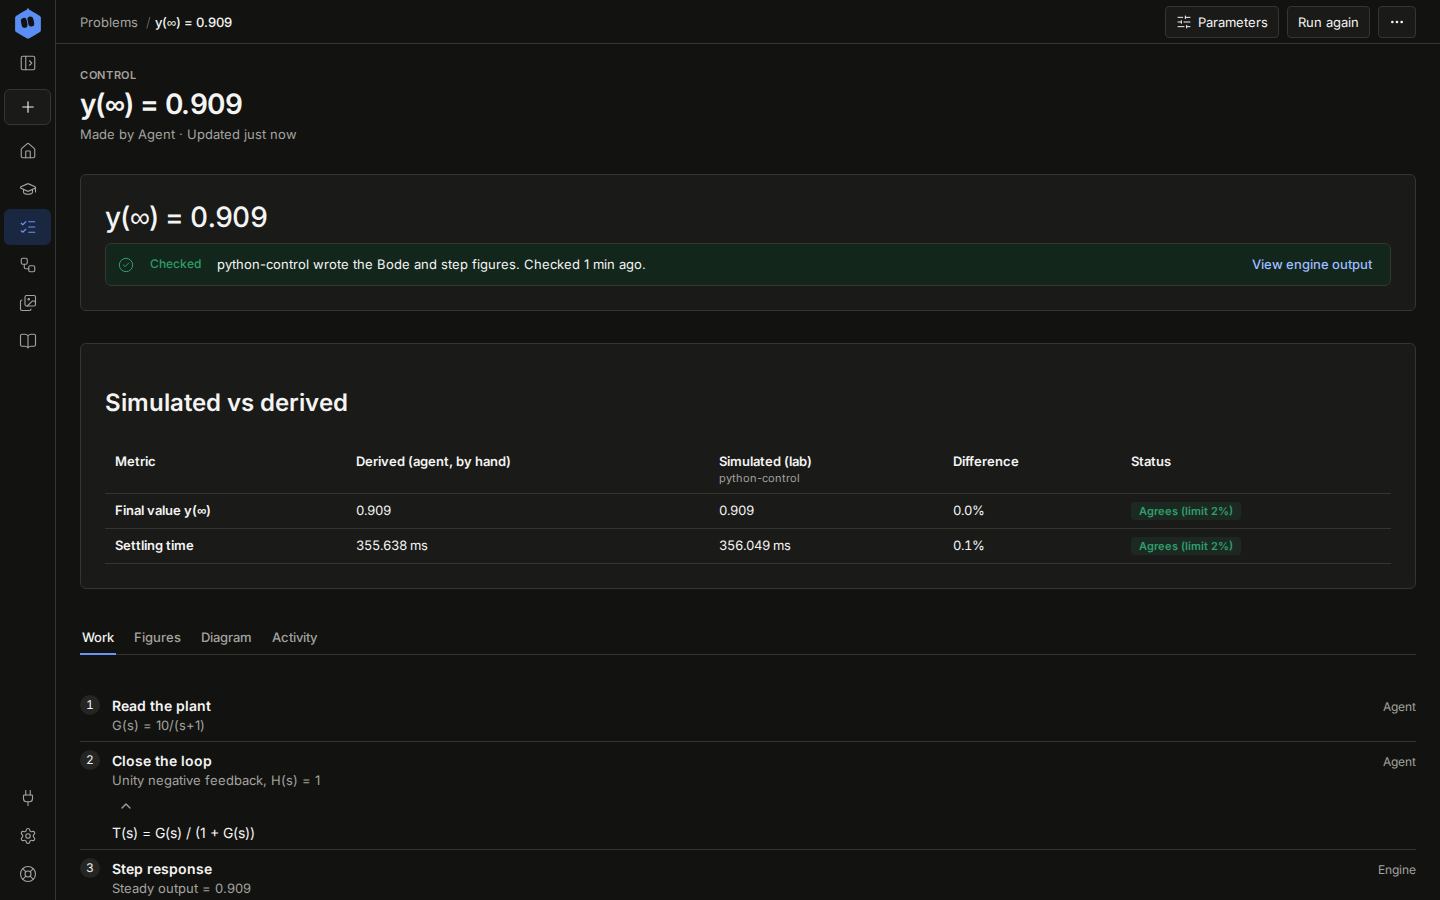 Problems / y(∞) = 0.909
Parameters
Run again
CONTROL
y(∞) = 0.909
Made by Agent · Updated just now
y(∞) = 0.909
Checked python-control wrote the Bode and step figures. Checked 1 min ago. View engine output
Simulated vs derived
Metric Derived (agent, by hand) Simulated (lab) Difference Status
python-control
Final value y(∞) 0.909 0.909 0.0% Agrees (limit 2%)
Settling time 355.638 ms 356.049 ms 0.1% Agrees (limit 2%)
Work Figures Diagram Activity
1 Read the plant Agent
G(s) = 10/(s+1)
2 Close the loop Agent
Unity negative feedback, H(s) = 1
T(s) = G(s) / (1 + G(s))
3 Step response Engine
Steady output = 0.909